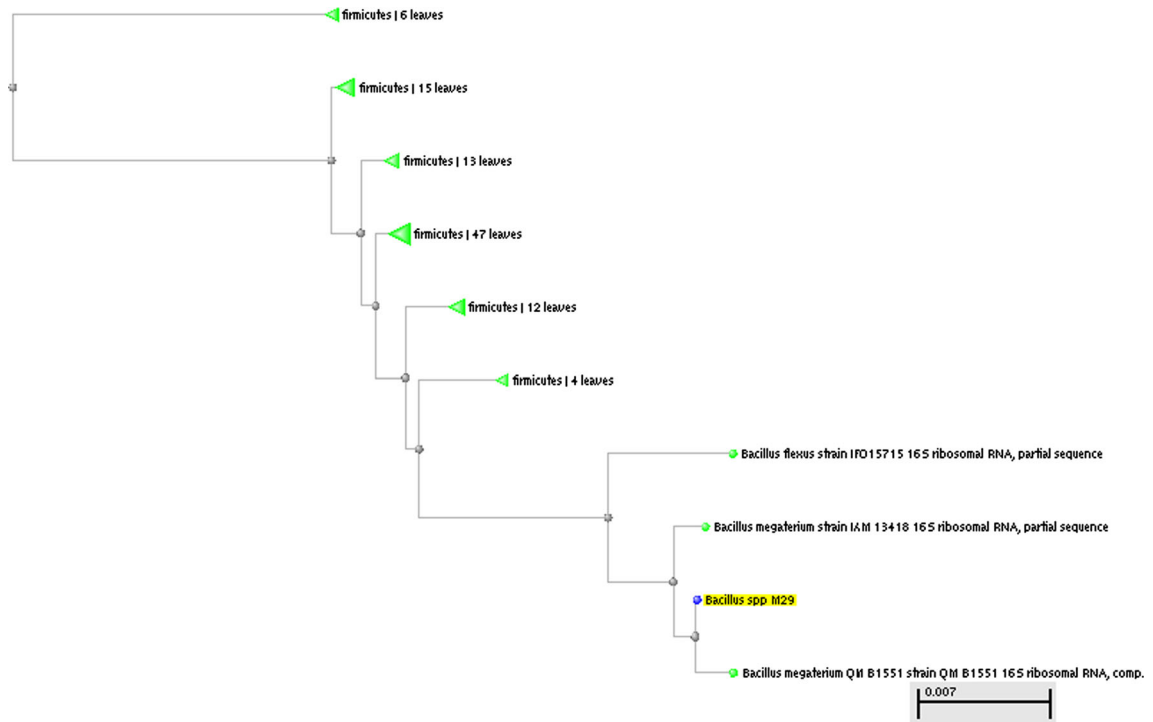 firmicutes | 6 leaves
firmicutes | 15 leaves
firmicutes | 13 leaves
firmicutes | 47 leaves
firmicutes | 12 leaves
firmicutes | 4 leaves
Bacillus flexus strain IFO15715 16S ribosomal RNA, partial sequence
Bacillus megaterium strain IAM 13418 16S ribosomal RNA, partial sequence
Bacillus spp M29
Bacillus megaterium QM B1551 strain QM B1551 16S ribosomal RNA, comp.
0.007